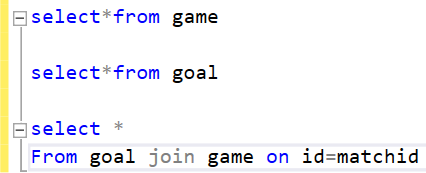 select*from game
select*from goal
select *
From goal join game on id=matchid